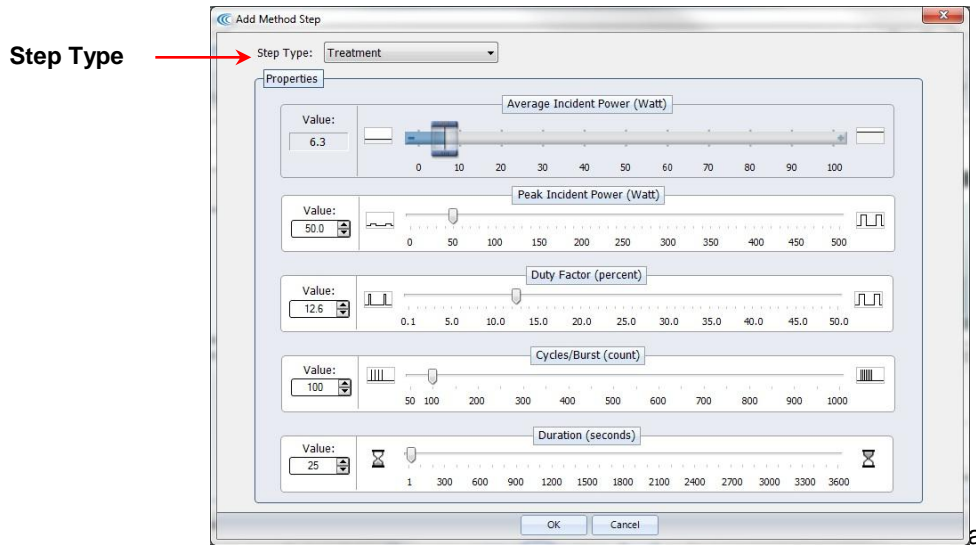 Add Method Step
Step Type
Step Type: Treatment
Properties
Average Incident Power (Watt)
Value:
6.3
0 10 20 30 40 50 60 70 80 90 100
Peak Incident Power (Watt)
Value:
50.0
0 50 100 150 200 250 300 350 400 450 500
Duty Factor (percent)
Value:
12.6
0.1 5.0 10.0 15.0 20.0 25.0 30.0 35.0 40.0 45.0 50.0
Cycles/Burst (count)
Value:
100
50 100 200 300 400 500 600 700 800 900 1000
Duration (seconds)
Value:
25
1 300 600 900 1200 1500 1800 2100 2400 2700 3000 3300 3600
OK Cancel